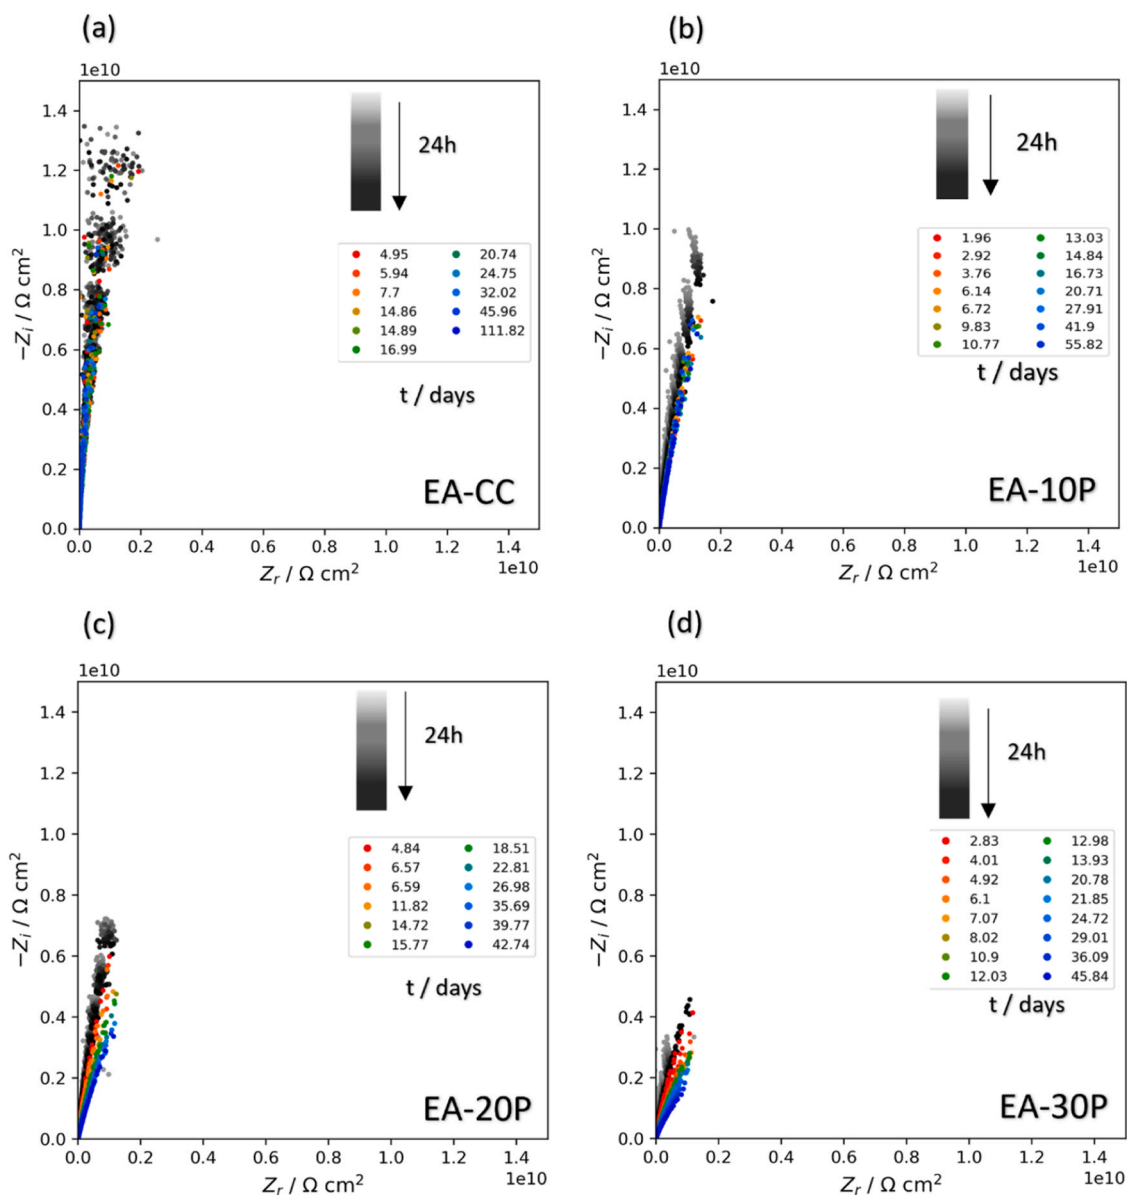 (a)
1e10
1.4
1.2
1.0
0.8
0.6
0.4
0.2
0.0
−Zi / Ω cm2
24h
4.95 20.74
5.94 24.75
7.7 32.02
14.86 45.96
14.89 111.82
16.99
t / days
EA-CC
0.0 0.2 0.4 0.6 0.8 1.0 1.2 1.4
1e10
Zr / Ω cm2
(b)
1e10
1.4
1.2
1.0
0.8
0.6
0.4
0.2
0.0
−Zi / Ω cm2
24h
1.96 13.03
2.92 14.84
3.76 16.73
6.14 20.71
6.72 27.91
9.83 41.9
10.77 55.82
t / days
EA-10P
0.0 0.2 0.4 0.6 0.8 1.0 1.2 1.4
1e10
Zr / Ω cm2
(c)
1e10
1.4
1.2
1.0
0.8
0.6
0.4
0.2
0.0
−Zi / Ω cm2
24h
4.84 18.51
6.57 22.81
6.59 26.98
11.82 35.69
14.72 39.77
15.77 42.74
t / days
EA-20P
0.0 0.2 0.4 0.6 0.8 1.0 1.2 1.4
1e10
Zr / Ω cm2
(d)
1e10
1.4
1.2
1.0
0.8
0.6
0.4
0.2
0.0
−Zi / Ω cm2
24h
2.83 12.98
4.01 13.93
4.92 20.78
6.1 21.85
7.07 24.72
8.02 29.01
10.9 36.09
12.03 45.84
t / days
EA-30P
0.0 0.2 0.4 0.6 0.8 1.0 1.2 1.4
1e10
Zr / Ω cm2